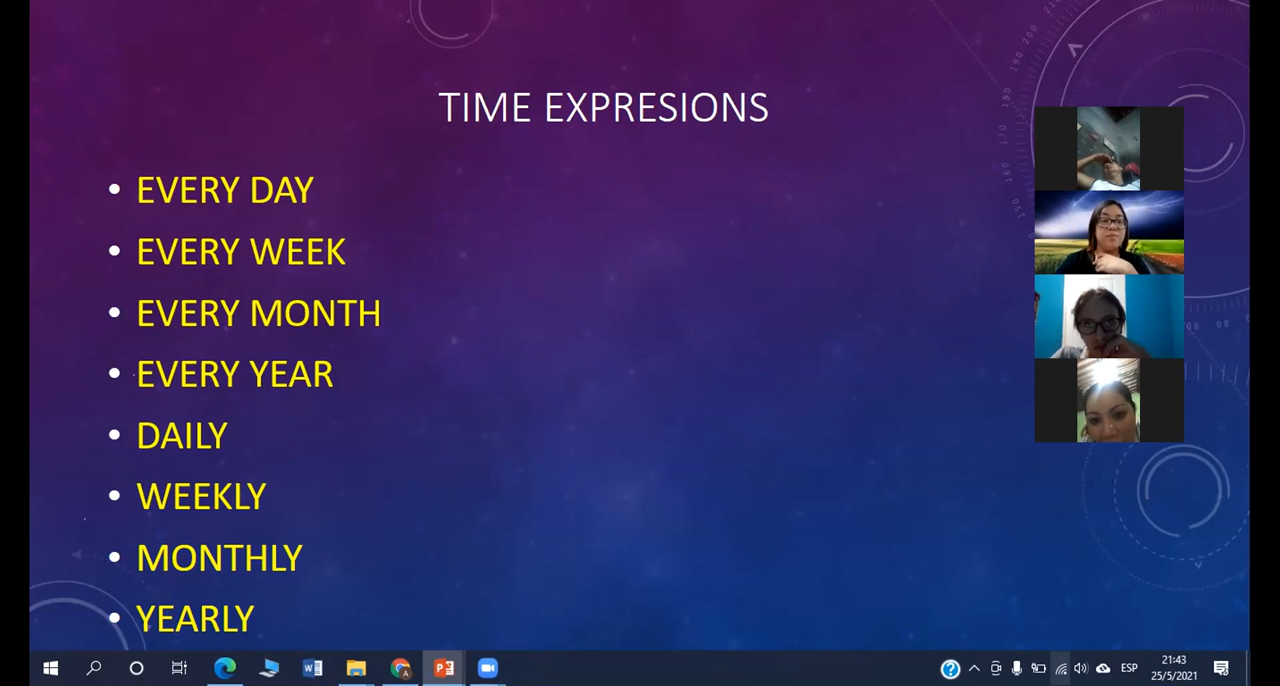 TIME EXPRESIONS
• EVERY DAY
• EVERY WEEK
• EVERY MONTH
• EVERY YEAR
• DAILY
• WEEKLY
• MONTHLY
• YEARLY
ESP
21:43
25/5/2021